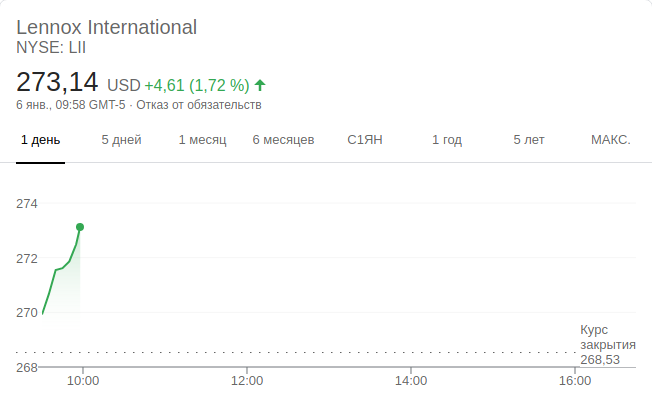 Lennox International
NYSE: LII
273,14 USD +4,61 (1,72 %)
6 янв., 09:58 GMT-5 · Отказ от обязательств
1 день 5 дней 1 месяц 6 месяцев С1ЯН 1 год 5 лет МАКС.
274
272
270
Курс
закрытия
268,53
268
10:00 12:00 14:00 16:00